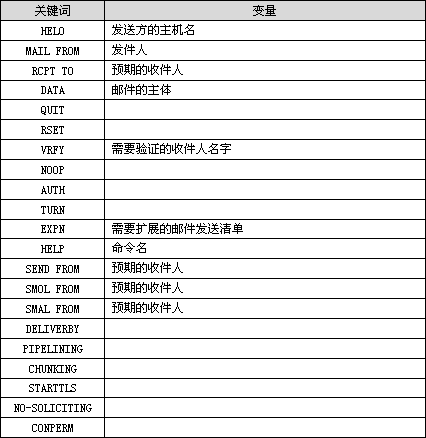 关键词 变量
HELO 发送方的主机名
MAIL FROM 发件人
RCPT TO 预期的收件人
DATA 邮件的主体
QUIT
RSET
VRFY 需要验证的收件人名字
NOOP
AUTH
TURN
EXPN 需要扩展的邮件发送清单
HELP 命令名
SEND FROM 预期的收件人
SMOL FROM 预期的收件人
SMAL FROM 预期的收件人
DELIVERBY
PIPELINING
CHUNKING
STARTTLS
NO-SOLICITING
CONPERM